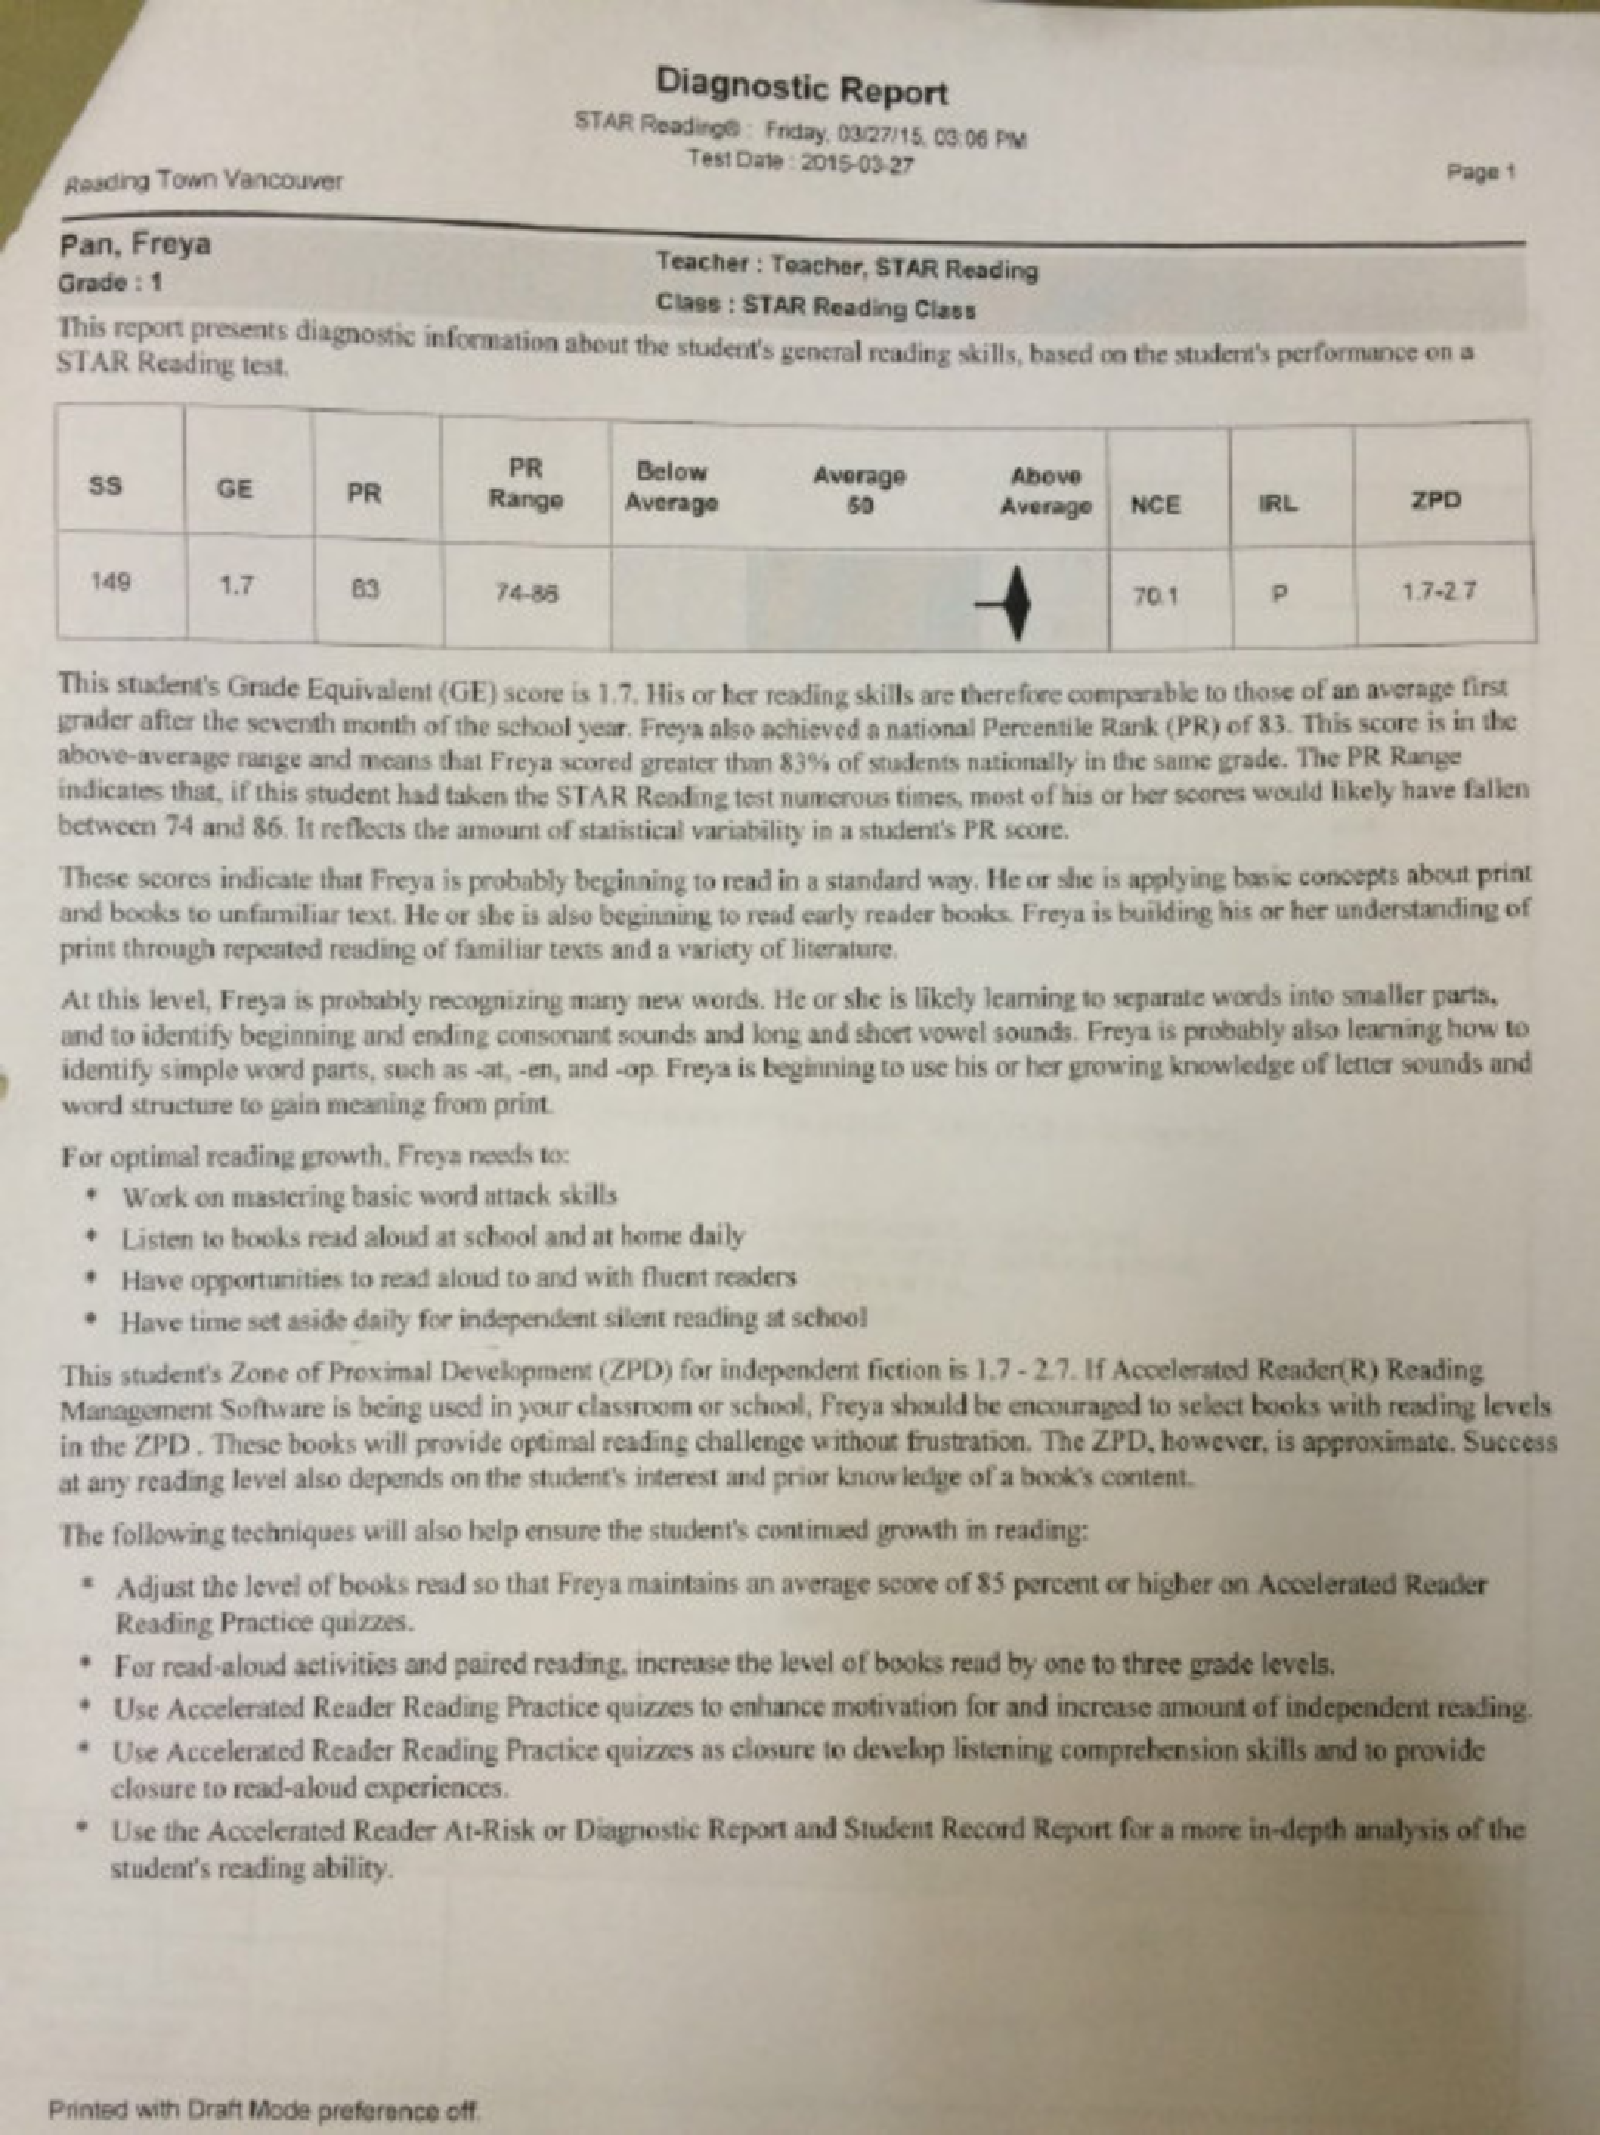 Diagnostic Report
STAR Reading® : Friday, 03/27/15, 03:06 PM
Test Date : 2015-03-27
Reading Town Vancouver
Page 1
Pan, Freya
Grade : 1
Teacher : Teacher, STAR Reading
Class : STAR Reading Class
This report presents diagnostic information about the student's general reading skills, based on the student's performance on a
STAR Reading test.
SS GE PR PR Range Below Average Average 50 Above Average NCE IRL ZPD
149 1.7 83 74-86 70.1 P 1.7-2.7
This student's Grade Equivalent (GE) score is 1.7. His or her reading skills are therefore comparable to those of an average first
grader after the seventh month of the school year. Freya also achieved a national Percentile Rank (PR) of 83. This score is in the
above-average range and means that Freya scored greater than 83% of students nationally in the same grade. The PR Range
indicates that, if this student had taken the STAR Reading test numerous times, most of his or her scores would likely have fallen
between 74 and 86. It reflects the amount of statistical variability in a student's PR score.
These scores indicate that Freya is probably beginning to read in a standard way. He or she is applying basic concepts about print
and books to unfamiliar text. He or she is also beginning to read early reader books. Freya is building his or her understanding of
print through repeated reading of familiar texts and a variety of literature.
At this level, Freya is probably recognizing many new words. He or she is likely learning to separate words into smaller parts,
and to identify beginning and ending consonant sounds and long and short vowel sounds. Freya is probably also learning how to
identify simple word parts, such as -at, -en, and -op. Freya is beginning to use his or her growing knowledge of letter sounds and
word structure to gain meaning from print.
For optimal reading growth, Freya needs to:
* Work on mastering basic word attack skills
* Listen to books read aloud at school and at home daily
* Have opportunities to read aloud to and with fluent readers
* Have time set aside daily for independent silent reading at school
This student's Zone of Proximal Development (ZPD) for independent fiction is 1.7 - 2.7. If Accelerated Reader(R) Reading
Management Software is being used in your classroom or school, Freya should be encouraged to select books with reading levels
in the ZPD . These books will provide optimal reading challenge without frustration. The ZPD, however, is approximate. Success
at any reading level also depends on the student's interest and prior knowledge of a book's content.
The following techniques will also help ensure the student's continued growth in reading:
* Adjust the level of books read so that Freya maintains an average score of 85 percent or higher on Accelerated Reader
Reading Practice quizzes.
* For read-aloud activities and paired reading, increase the level of books read by one to three grade levels.
* Use Accelerated Reader Reading Practice quizzes to enhance motivation for and increase amount of independent reading.
* Use Accelerated Reader Reading Practice quizzes as closure to develop listening comprehension skills and to provide
closure to read-aloud experiences.
* Use the Accelerated Reader At-Risk or Diagnostic Report and Student Record Report for a more in-depth analysis of the
student's reading ability.
Printed with Draft Mode preference off.